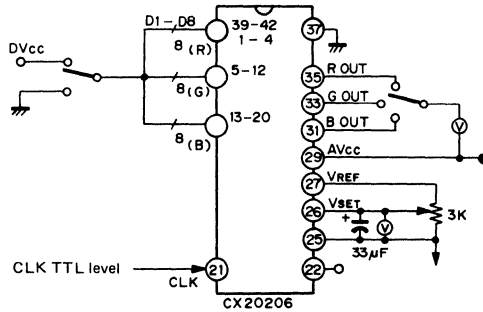 D1-D8
8 (R)
39-42
1-4
37
DVcc
35
R OUT
5-12
8 (G)
33
G OUT
13-20
31
B OUT
8 (B)
V
29
AVcc
27
VREF
26
VSET
3K
+
V
25
33μF
CLK TTL level
21
CLK
22
CX20206